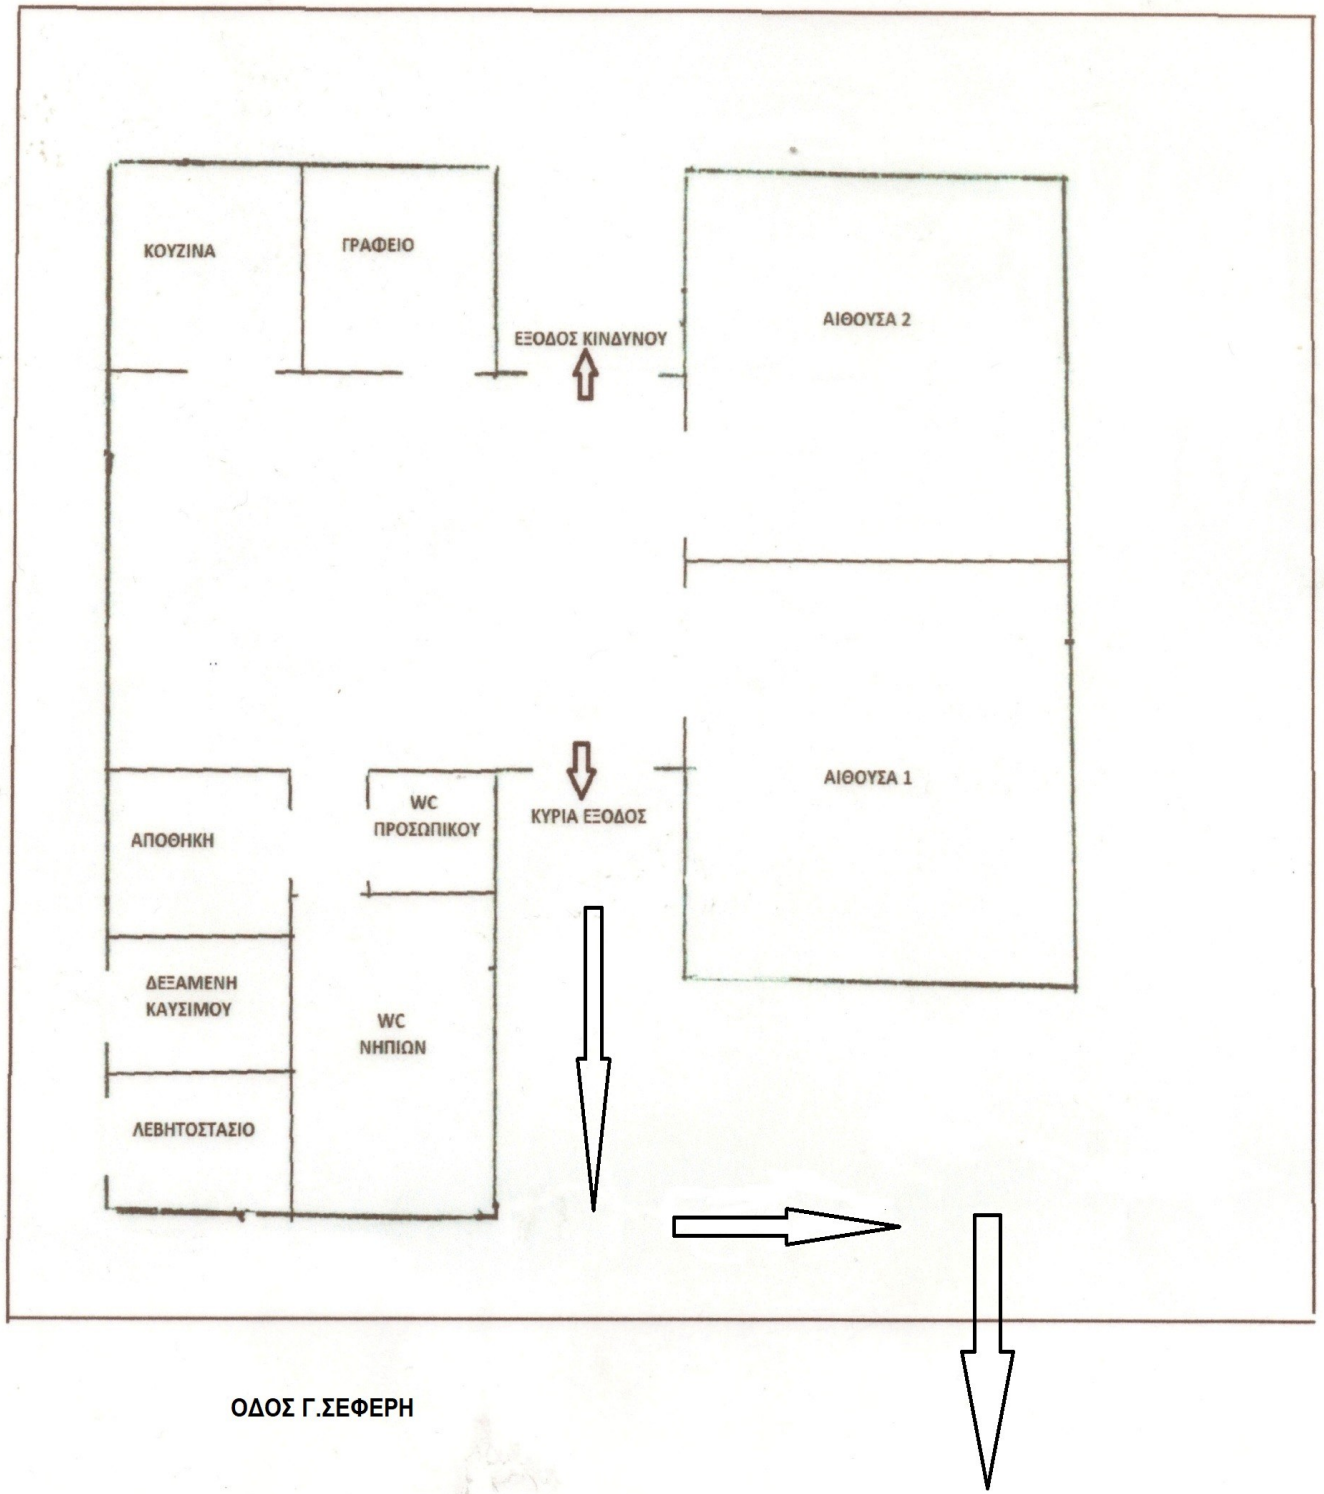 ΚΟΥΖΙΝΑ
ΓΡΑΦΕΙΟ
ΑΙΘΟΥΣΑ 2
ΕΞΟΔΟΣ ΚΙΝΔΥΝΟΥ
ΑΙΘΟΥΣΑ 1
WC
ΠΡΟΣΩΠΙΚΟΥ
ΚΥΡΙΑ ΕΞΟΔΟΣ
ΑΠΟΘΗΚΗ
ΔΕΞΑΜΕΝΗ
ΚΑΥΣΙΜΟΥ
WC
ΝΗΠΙΩΝ
ΛΕΒΗΤΟΣΤΑΣΙΟ
ΟΔΟΣ Γ.ΣΕΦΕΡΗ